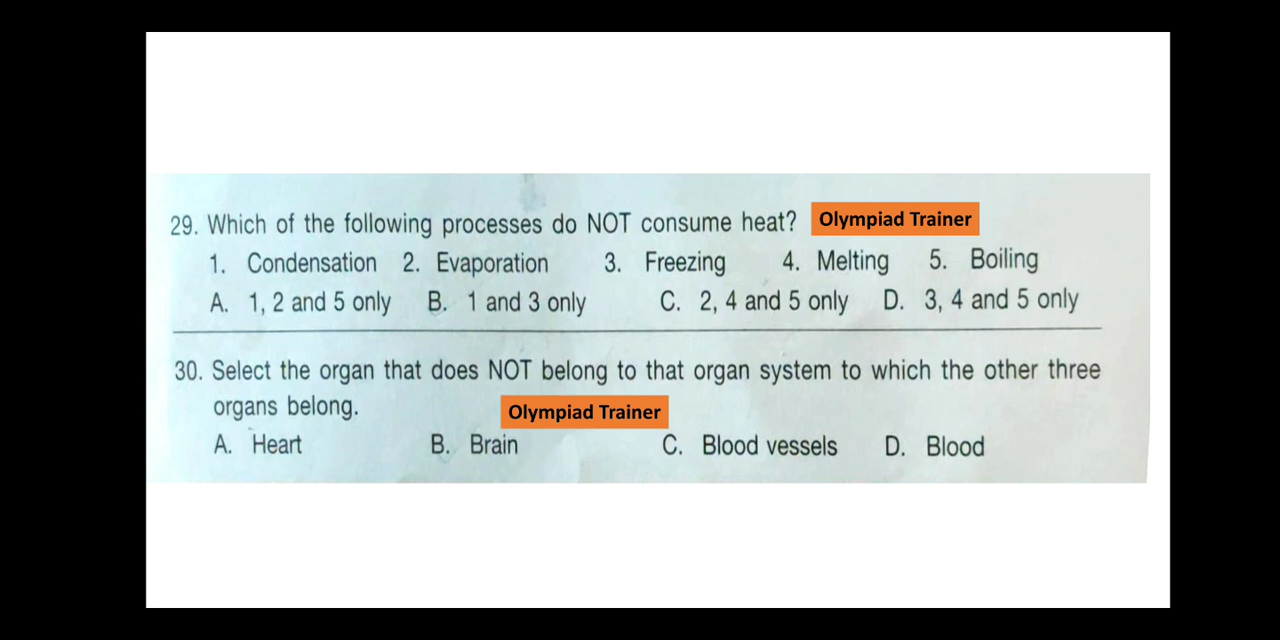 29. Which of the following processes do NOT consume heat? Olympiad Trainer
1. Condensation 2. Evaporation 3. Freezing 4. Melting 5. Boiling
A. 1, 2 and 5 only B. 1 and 3 only C. 2, 4 and 5 only D. 3, 4 and 5 only
30. Select the organ that does NOT belong to that organ system to which the other three
organs belong. Olympiad Trainer
A. Heart B. Brain C. Blood vessels D. Blood